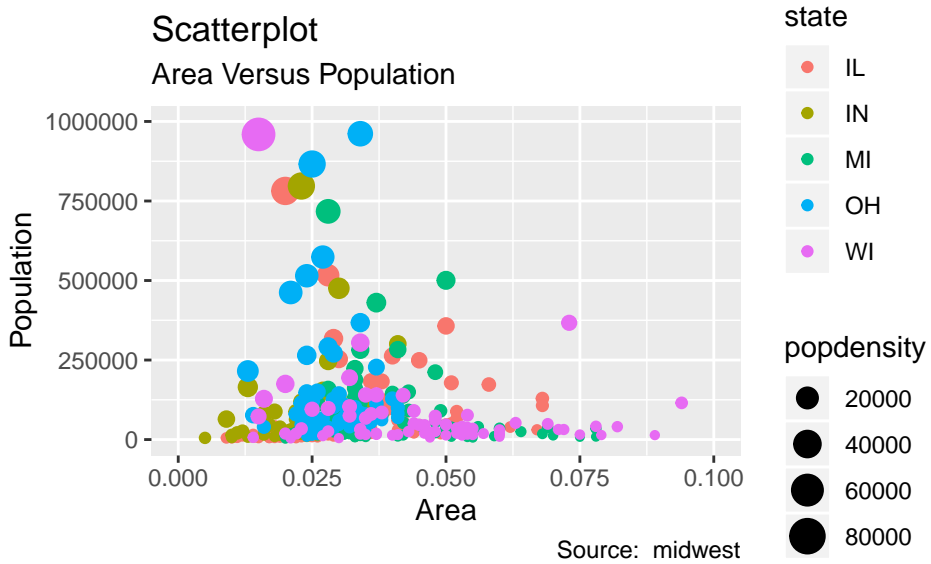 Scatterplot
Area Versus Population
Population
1000000
750000
500000
250000
0
0.000 0.025 0.050 0.075 0.100
Area
Source: midwest
state
IL
IN
MI
OH
WI
popdensity
20000
40000
60000
80000